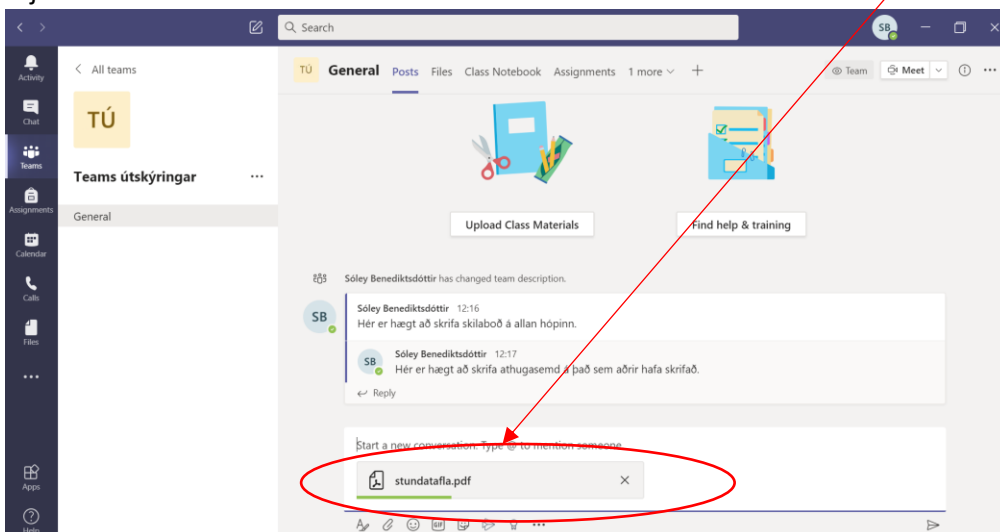 Search
SB
Activity
Chat
Teams
Assignments
Calendar
Calls
Files
Apps
Help
All teams
TÚ
Teams útskýringar
General
TÚ General Posts Files Class Notebook Assignments 1 more
Team Meet
Upload Class Materials
Find help & training
Sóley Benediktsdóttir has changed team description.
SB
Sóley Benediktsdóttir 12:16
Hér er hægt að skrifa skilaboð á allan hópinn.
SB
Sóley Benediktsdóttir 12:17
Hér er hægt að skrifa athugasemd á það sem aðrir hafa skrifað.
Reply
Start a new conversation. Type @ to mention someone.
stundatafla.pdf
GIF